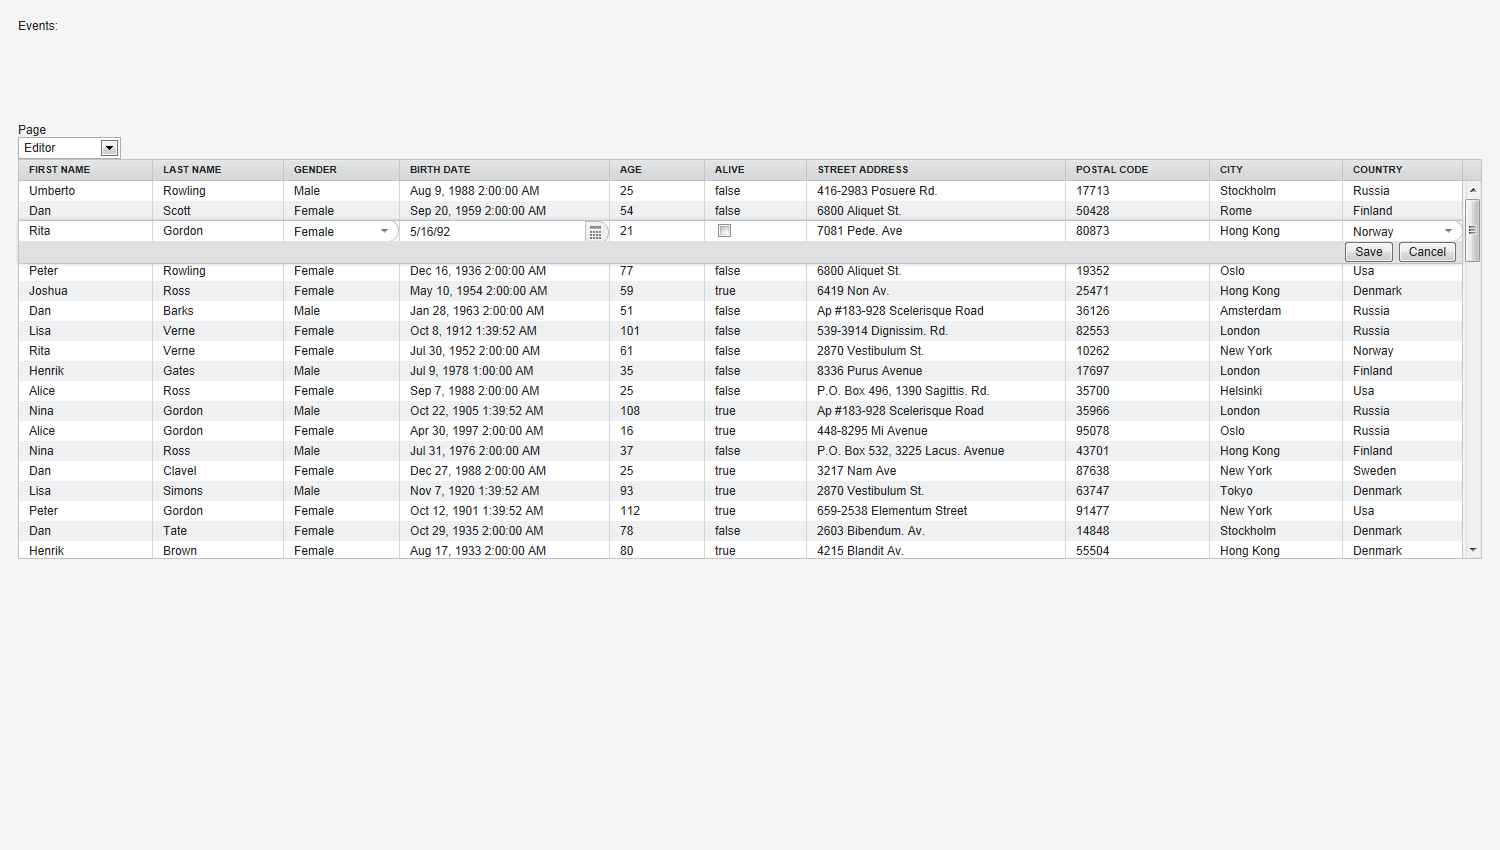 Events:
Page
Editor
FIRST NAME LAST NAME GENDER BIRTH DATE AGE ALIVE STREET ADDRESS POSTAL CODE CITY COUNTRY
Umberto Rowling Male Aug 9, 1988 2:00:00 AM 25 false 416-2983 Posuere Rd. 17713 Stockholm Russia
Dan Scott Female Sep 20, 1959 2:00:00 AM 54 false 6800 Aliquet St. 50428 Rome Finland
Rita Gordon Female 5/16/92 21 7081 Pede. Ave 80873 Hong Kong Norway
Save Cancel
Peter Rowling Female Dec 16, 1936 2:00:00 AM 77 false 6800 Aliquet St. 19352 Oslo Usa
Joshua Ross Female May 10, 1954 2:00:00 AM 59 true 6419 Non Av. 25471 Hong Kong Denmark
Dan Barks Male Jan 28, 1963 2:00:00 AM 51 false Ap #183-928 Scelerisque Road 36126 Amsterdam Russia
Lisa Verne Female Oct 8, 1912 1:39:52 AM 101 false 539-3914 Dignissim. Rd. 82553 London Russia
Rita Verne Female Jul 30, 1952 2:00:00 AM 61 false 2870 Vestibulum St. 10262 New York Norway
Henrik Gates Male Jul 9, 1978 1:00:00 AM 35 false 8336 Purus Avenue 17697 London Finland
Alice Ross Female Sep 7, 1988 2:00:00 AM 25 false P.O. Box 496, 1390 Sagittis. Rd. 35700 Helsinki Usa
Nina Gordon Male Oct 22, 1905 1:39:52 AM 108 true Ap #183-928 Scelerisque Road 35966 London Russia
Alice Gordon Female Apr 30, 1997 2:00:00 AM 16 true 448-8295 Mi Avenue 95078 Oslo Russia
Nina Ross Male Jul 31, 1976 2:00:00 AM 37 false P.O. Box 532, 3225 Lacus. Avenue 43701 Hong Kong Finland
Dan Clavel Female Dec 27, 1988 2:00:00 AM 25 true 3217 Nam Ave 87638 New York Sweden
Lisa Simons Male Nov 7, 1920 1:39:52 AM 93 true 2870 Vestibulum St. 63747 Tokyo Denmark
Peter Gordon Female Oct 12, 1901 1:39:52 AM 112 true 659-2538 Elementum Street 91477 New York Usa
Dan Tate Female Oct 29, 1935 2:00:00 AM 78 false 2603 Bibendum. Av. 14848 Stockholm Denmark
Henrik Brown Female Aug 17, 1933 2:00:00 AM 80 true 4215 Blandit Av. 55504 Hong Kong Denmark